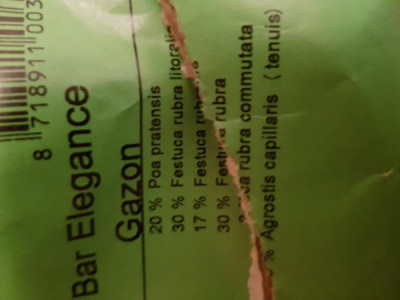 8 718911 003
Bar Elegance
Gazon
20 % Poa pratensis
30 % Festuca rubra litoralis
17 % Festuca
30 % Festuca rubra
rubra commutata
% Agrostis capillaris ( tenuis)